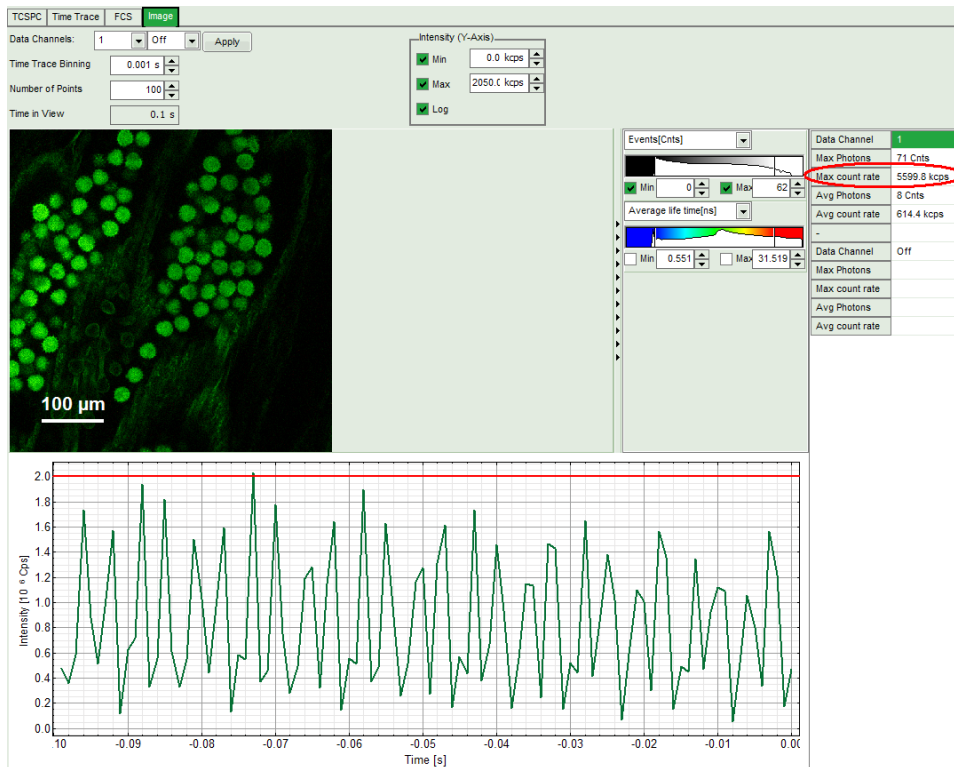 TCSPC Time Trace FCS Image
Data Channels: 1 Off Apply
Time Trace Binning 0.001 s
Number of Points 100
Time in View 0.1 s
Intensity (Y-Axis)
Min 0.0 kcps
Max 2050.0 kcps
Log
100 µm
Events[Cnts]
Min 0 Max 62
Average life time[ns]
Min 0.551 Max 31.519
Data Channel 1
Max Photons 71 Cnts
Max count rate 5599.8 kcps
Avg Photons 8 Cnts
Avg count rate 614.4 kcps
-
Data Channel Off
Max Photons
Max count rate
Avg Photons
Avg count rate
Intensity [10 6 Cps]
2.0
1.8
1.6
1.4
1.2
1.0
0.8
0.6
0.4
0.2
0.0
.10 -0.09 -0.08 -0.07 -0.06 -0.05 -0.04 -0.03 -0.02 -0.01 0.00
Time [s]